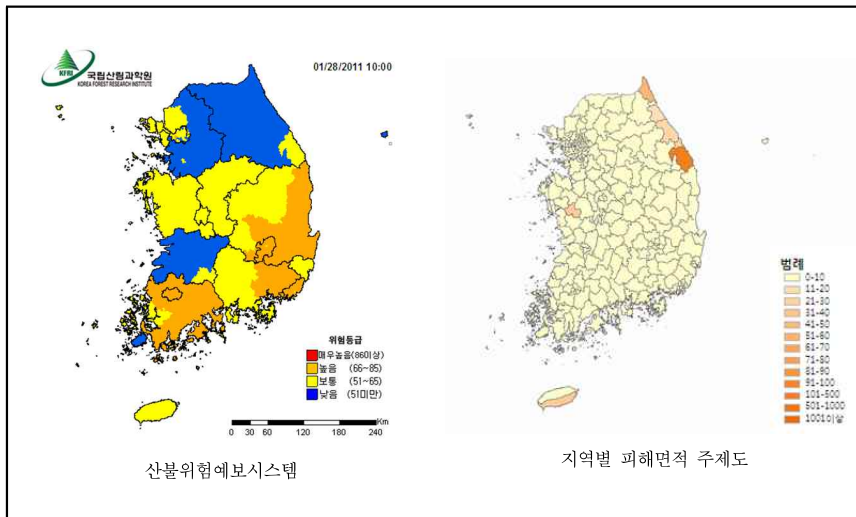 KFRI
국립산림과학원
KOREA FOREST RESEARCH INSTITUTE
01/28/2011 10:00
위험등급
매우높음(86이상)
높음 (66~85)
보통 (51~65)
낮음 (51미만)
Km
0 30 60 120 180 240
산불위험예보시스템
범례
0-10
11-20
21-30
31-40
41-50
51-60
61-70
71-80
81-90
91-100
101-500
501-1000
1001이상
지역별 피해면적 주제도